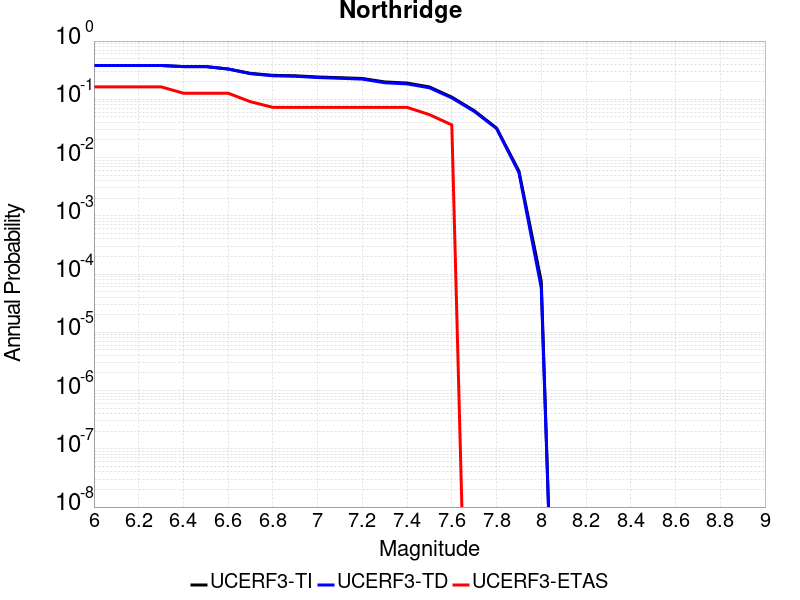 Northridge
10^0
10^-1
10^-2
10^-3
10^-4
10^-5
10^-6
10^-7
10^-8
Annual Probability
6 6.2 6.4 6.6 6.8 7 7.2 7.4 7.6 7.8 8 8.2 8.4 8.6 8.8 9
Magnitude
UCERF3-TI UCERF3-TD UCERF3-ETAS